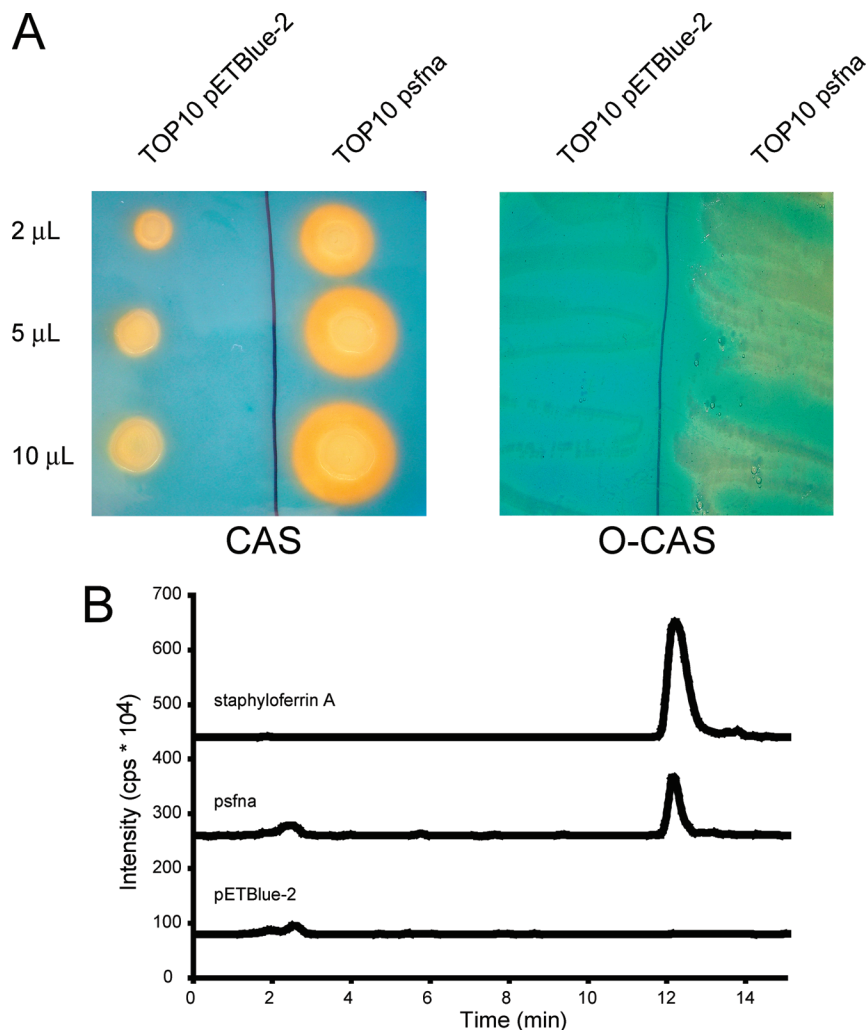 A
TOP10 pETBlue-2
TOP10 psfna
TOP10 pETBlue-2
TOP10 psfna
2 µL
5 µL
10 µL
CAS
O-CAS
B
Intensity (cps * 10⁴)
700
600
500
400
300
200
100
0
staphyloferrin A
psfna
pETBlue-2
0 2 4 6 8 10 12 14
Time (min)